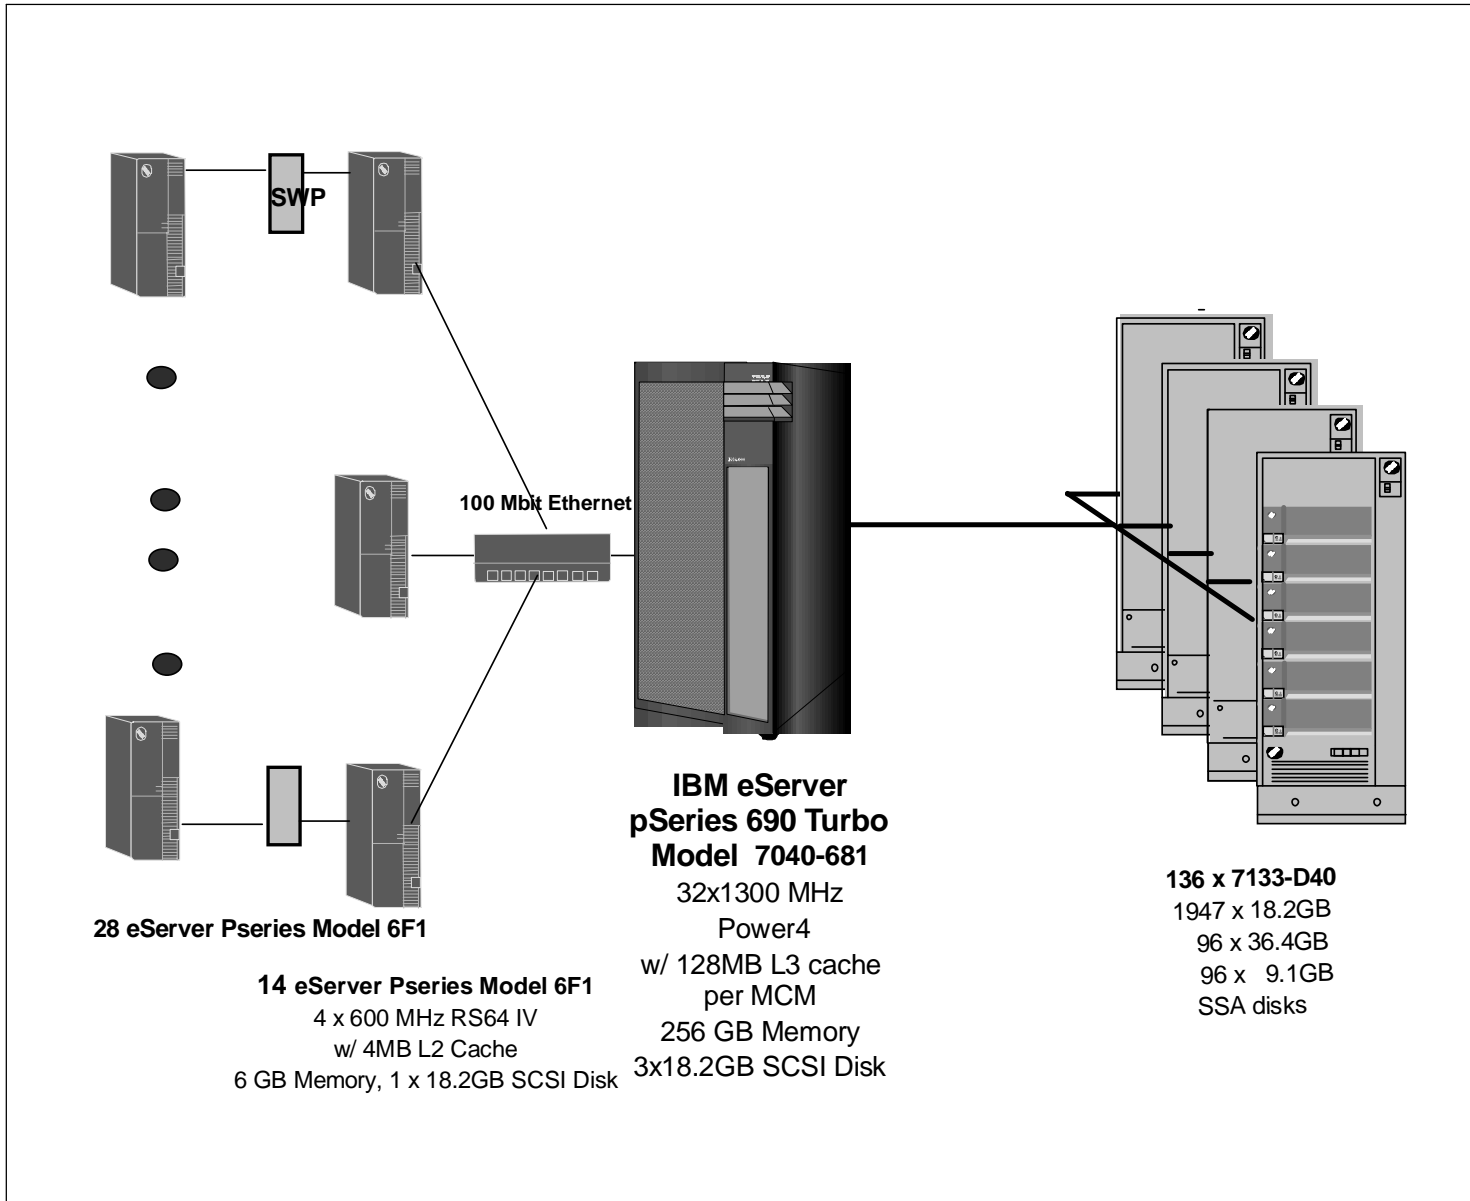 SWP
100 Mbit Ethernet
28 eServer Pseries Model 6F1
14 eServer Pseries Model 6F1
4 x 600 MHz RS64 IV
w/ 4MB L2 Cache
6 GB Memory, 1 x 18.2GB SCSI Disk
IBM eServer
pSeries 690 Turbo
Model 7040-681
32x1300 MHz
Power4
w/ 128MB L3 cache
per MCM
256 GB Memory
3x18.2GB SCSI Disk
136 x 7133-D40
1947 x 18.2GB
96 x 36.4GB
96 x 9.1GB
SSA disks